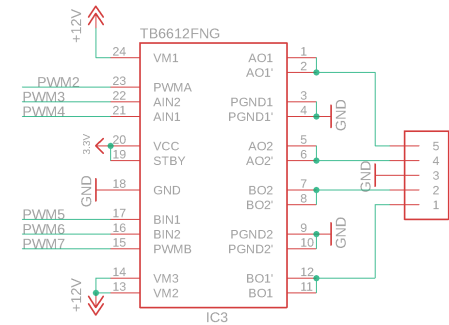 +12V
TB6612FNG
24 VM1 AO1 1
AO1' 2
PWM2 23 PWMA
PWM3 22 AIN2 PGND1 3
PWM4 21 AIN1 PGND1' 4 GND
3.3V 20 VCC AO2 5
19 STBY AO2' 6
GND 18 GND BO2 7
BO2' 8
PWM5 17 BIN1
PWM6 16 BIN2 PGND2 9
PWM7 15 PWMB PGND2' 10 GND
+12V 14 VM3 BO1' 12
13 VM2 BO1 11
IC3
5
4
GND 3
2
1